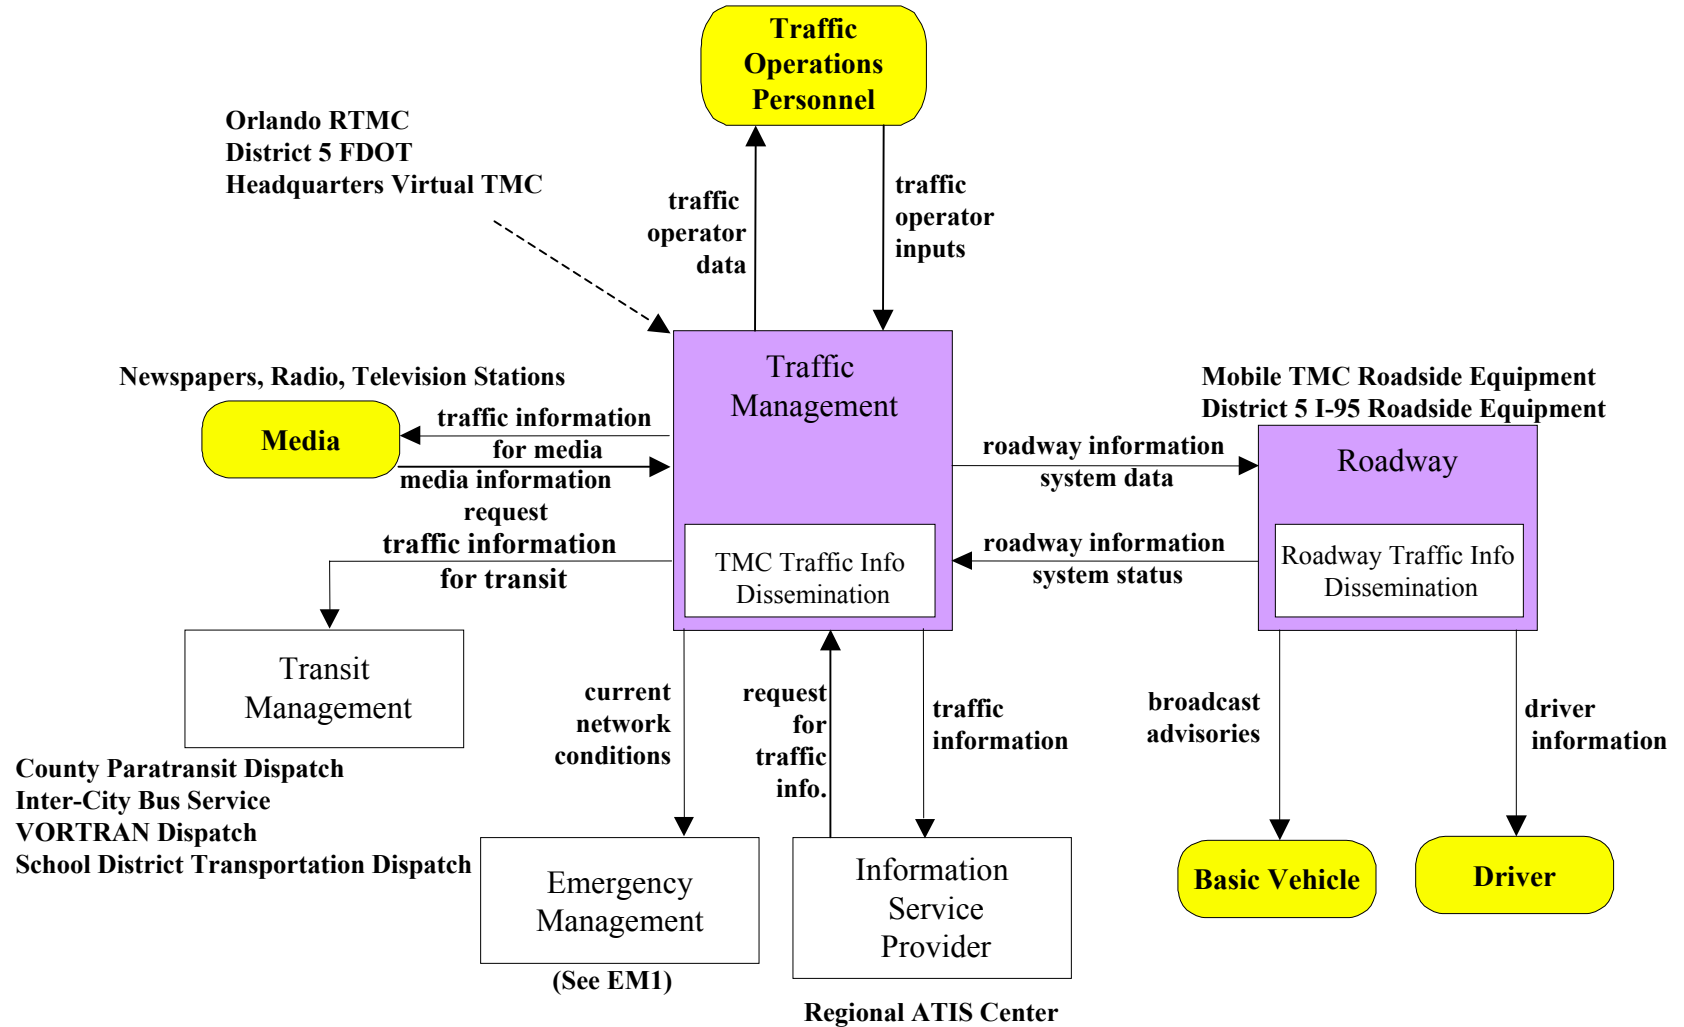 Traffic
Operations
Personnel
Orlando RTMC
District 5 FDOT
Headquarters Virtual TMC
traffic
operator
data
traffic
operator
inputs
Newspapers, Radio, Television Stations
Media
traffic information
for media
media information
request
traffic information
for transit
Traffic
Management
TMC Traffic Info
Dissemination
roadway information
system data
roadway information
system status
Mobile TMC Roadside Equipment
District 5 I-95 Roadside Equipment
Roadway
Roadway Traffic Info
Dissemination
Transit
Management
County Paratransit Dispatch
Inter-City Bus Service
VORTRAN Dispatch
School District Transportation Dispatch
current
network
conditions
request
for
traffic
info.
traffic
information
broadcast
advisories
driver
information
Emergency
Management
(See EM1)
Information
Service
Provider
Regional ATIS Center
Basic Vehicle
Driver